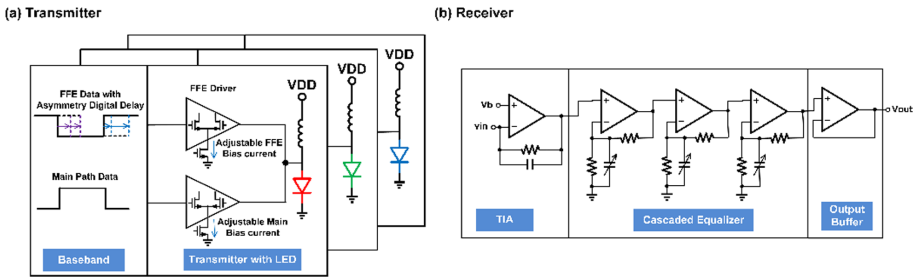 (a) Transmitter
FFE Data with
Asymmetry Digital Delay
Main Path Data
Baseband
FFE Driver
Adjustable FFE
Bias current
Adjustable Main
Bias current
Transmitter with LED
VDD
VDD
VDD
(b) Receiver
Vb
Vin
TIA
Cascaded Equalizer
Output
Buffer
Vout